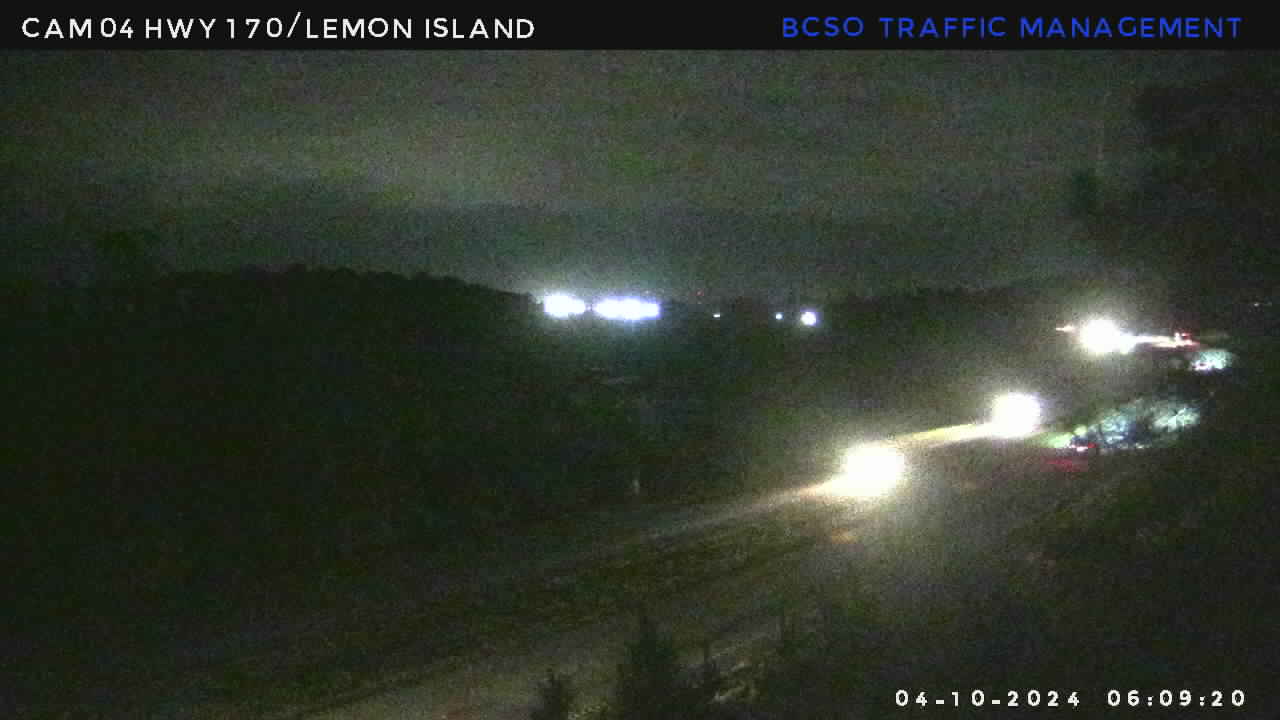 CAM04 HWY 170/LEMON ISLAND
BCSO TRAFFIC MANAGEMENT
04-10-2024 06:09:20